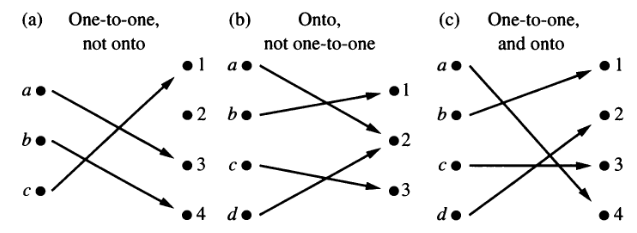 (a) One-to-one,
not onto
a
b
c
1
2
3
4
(b) Onto,
not one-to-one
a
b
c
d
1
2
3
(c) One-to-one,
and onto
a
b
c
d
1
2
3
4